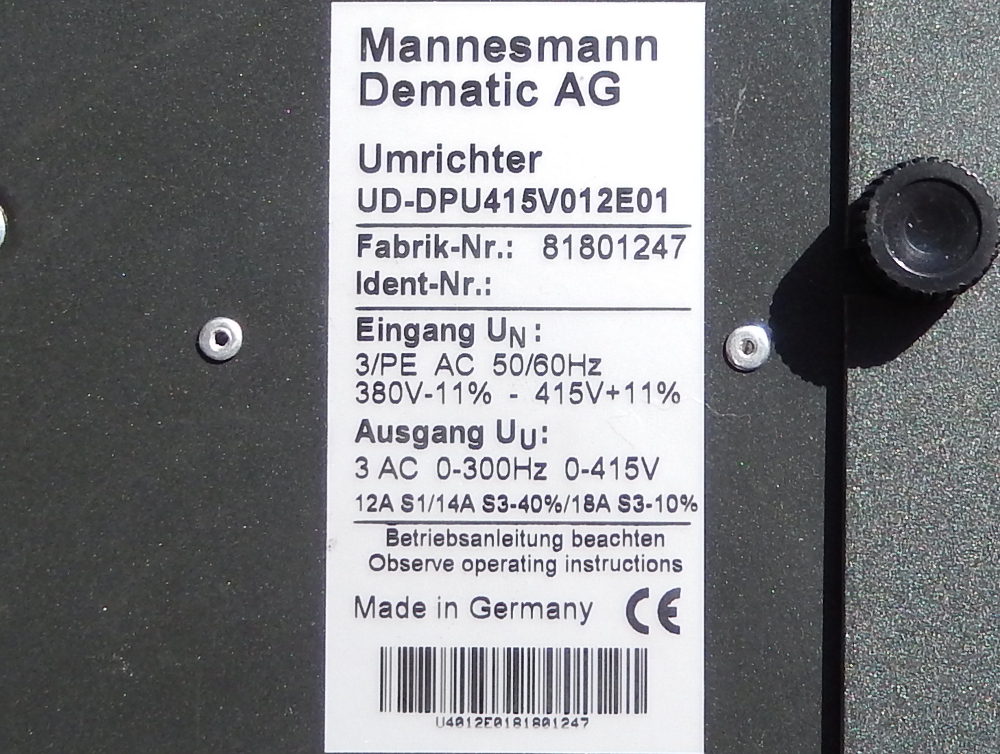 Mannesmann
Dematic AG
Umrichter
UD-DPU415V012E01
Fabrik-Nr.: 81801247
Ident-Nr.:
Eingang UN:
3/PE AC 50/60Hz
380V-11% - 415V+11%
Ausgang UU:
3 AC 0-300Hz 0-415V
12A S1/14A S3-40%/18A S3-10%
Betriebsanleitung beachten
Observe operating instructions
Made in Germany CE
U4012E0181801247